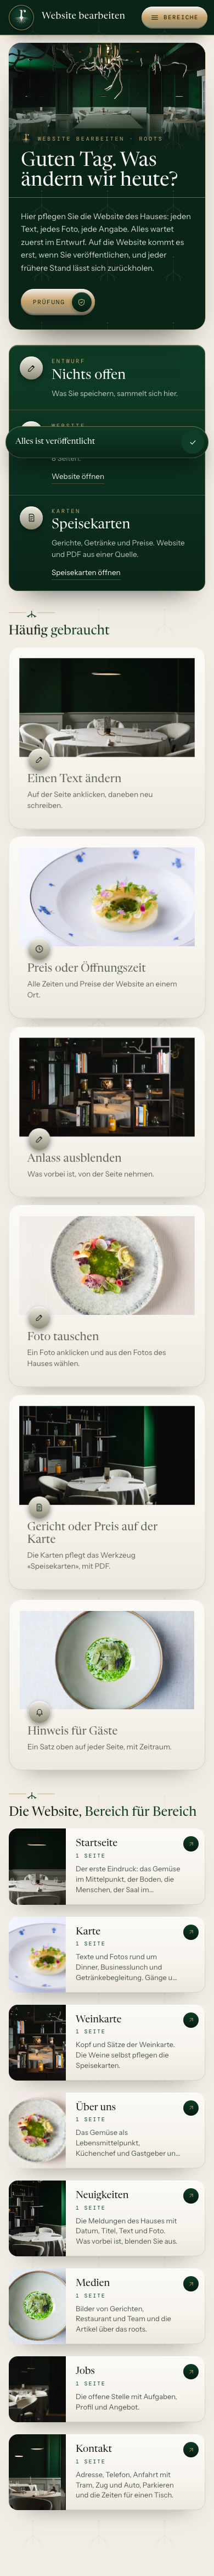 Website bearbeiten
BEREICHE
WEBSITE BEARBEITEN · ROOTS
Guten Tag. Was
ändern wir heute?
Hier pflegen Sie die Website des Hauses: jeden
Text, jedes Foto, jede Angabe. Alles wartet
zuerst im Entwurf. Auf die Website kommt es
erst, wenn Sie veröffentlichen, und jeder
frühere Stand lässt sich zurückholen.
PRÜFUNG
ENTWURF
Nichts offen
Was Sie speichern, sammelt sich hier.
WEBSITE
Alles ist veröffentlicht
8 Seiten.
Website öffnen
KARTEN
Speisekarten
Gerichte, Getränke und Preise. Website
und PDF aus einer Quelle.
Speisekarten öffnen
Häufig gebraucht
Einen Text ändern
Auf der Seite anklicken, daneben neu
schreiben.
Preis oder Öffnungszeit
Alle Zeiten und Preise der Website an einem
Ort.
Anlass ausblenden
Was vorbei ist, von der Seite nehmen.
Foto tauschen
Ein Foto anklicken und aus den Fotos des
Hauses wählen.
Gericht oder Preis auf der
Karte
Die Karten pflegt das Werkzeug
«Speisekarten», mit PDF.
Hinweis für Gäste
Ein Satz oben auf jeder Seite, mit Zeitraum.
Die Website, Bereich für Bereich
Startseite
1 SEITE
Der erste Eindruck: das Gemüse
im Mittelpunkt, der Boden, die
Menschen, der Saal im...
Karte
1 SEITE
Texte und Fotos rund um
Dinner, Businesslunch und
Getränkebegleitung. Gänge u...
Weinkarte
1 SEITE
Kopf und Sätze der Weinkarte.
Die Weine selbst pflegen die
Speisekarten.
Über uns
1 SEITE
Das Gemüse als
Lebensmittelpunkt,
Küchenchef und Gastgeber un...
Neuigkeiten
1 SEITE
Die Meldungen des Hauses mit
Datum, Titel, Text und Foto.
Was vorbei ist, blenden Sie aus.
Medien
1 SEITE
Bilder von Gerichten,
Restaurant und Team und die
Artikel über das roots.
Jobs
1 SEITE
Die offene Stelle mit Aufgaben,
Profil und Angebot.
Kontakt
1 SEITE
Adresse, Telefon, Anfahrt mit
Tram, Zug und Auto, Parkieren
und die Zeiten für einen Tisch.